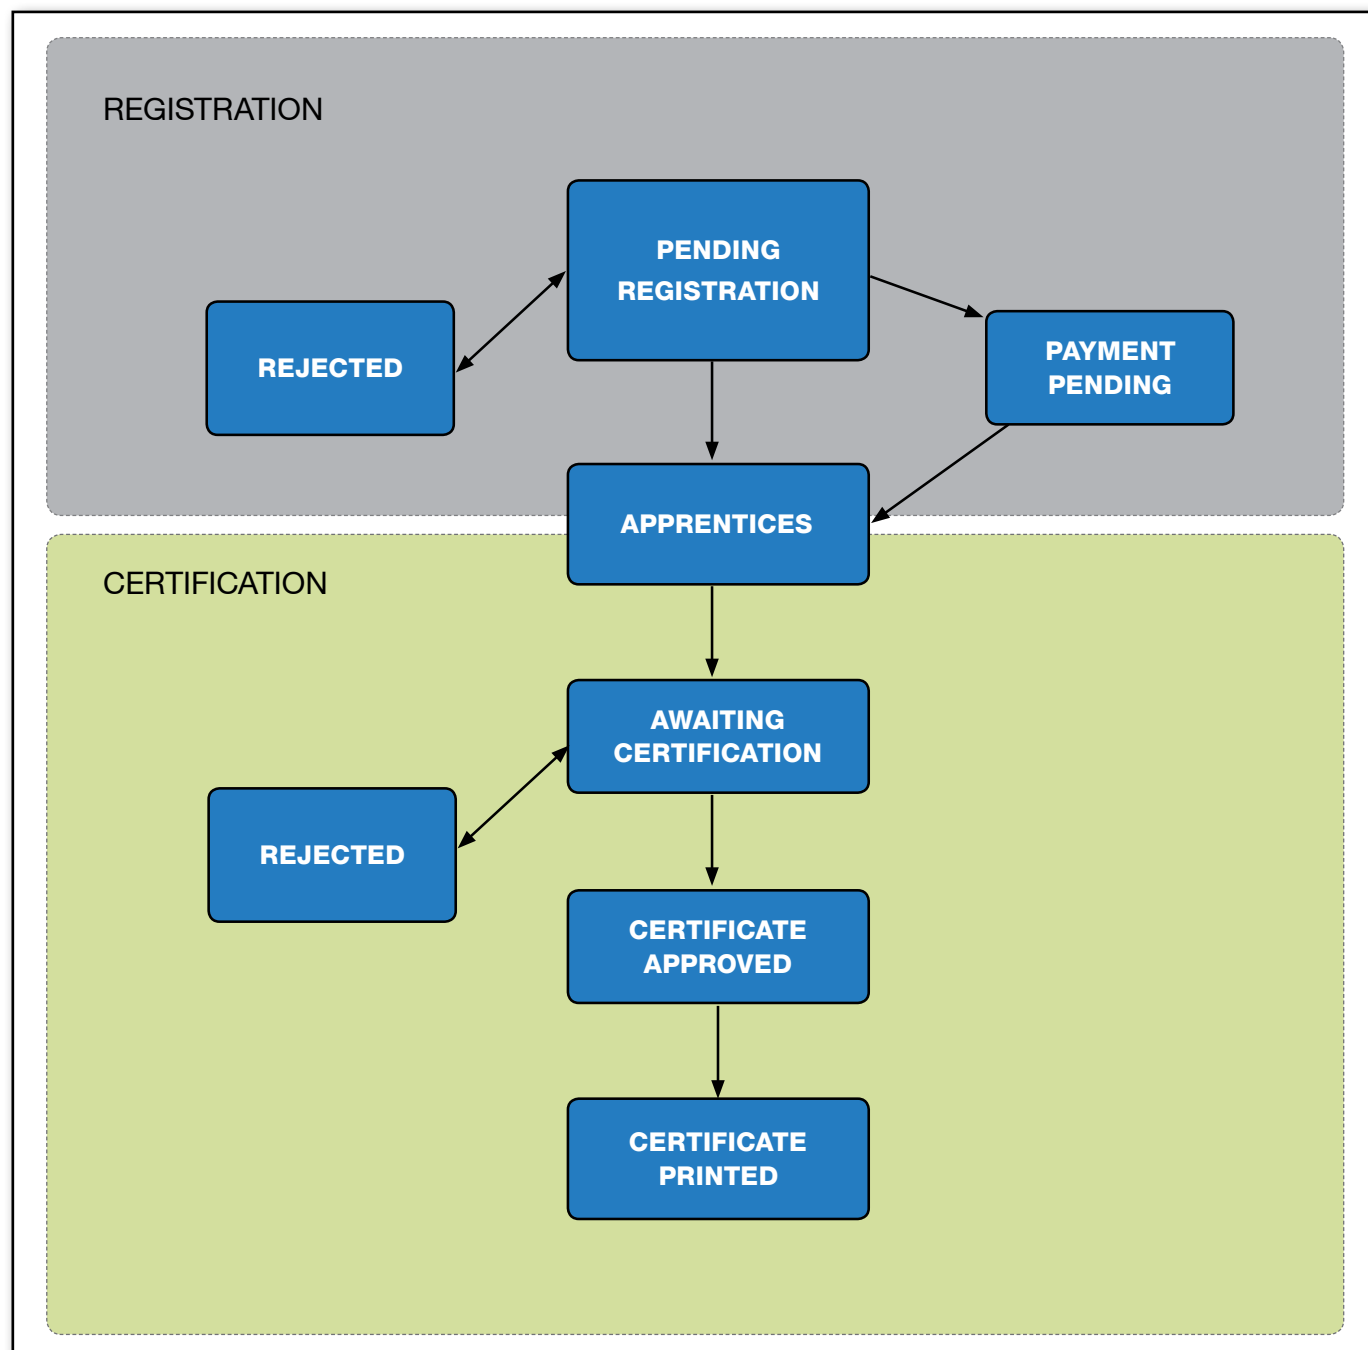 REGISTRATION
PENDING
REGISTRATION
REJECTED
PAYMENT
PENDING
APPRENTICES
CERTIFICATION
AWAITING
CERTIFICATION
REJECTED
CERTIFICATE
APPROVED
CERTIFICATE
PRINTED